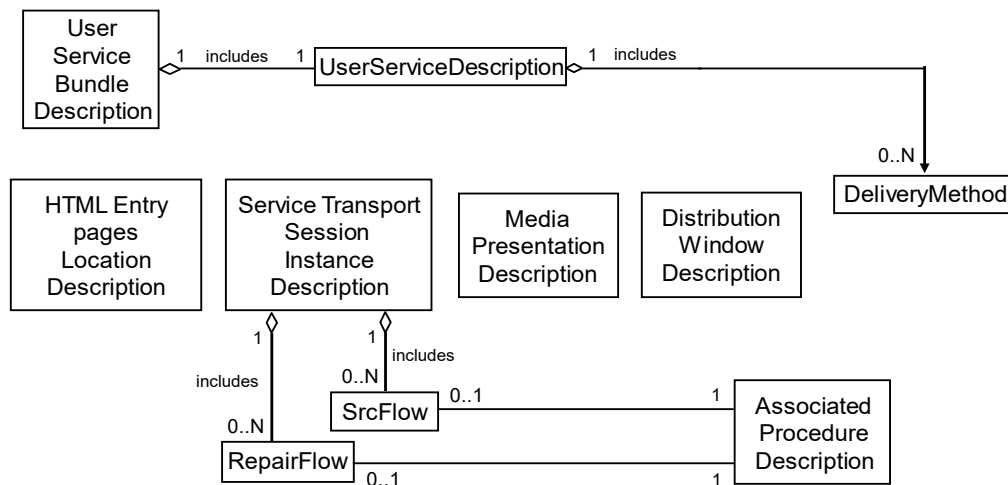 User
Service
Bundle
Description
1 includes 1
UserServiceDescription
1 includes
0..N
DeliveryMethod
HTML Entry
pages
Location
Description
Service Transport
Session
Instance
Description
Media
Presentation
Description
Distribution
Window
Description
1
1
includes
includes
0..N
0..N
SrcFlow
0..1
1
RepairFlow
0..1
1
Associated
Procedure
Description